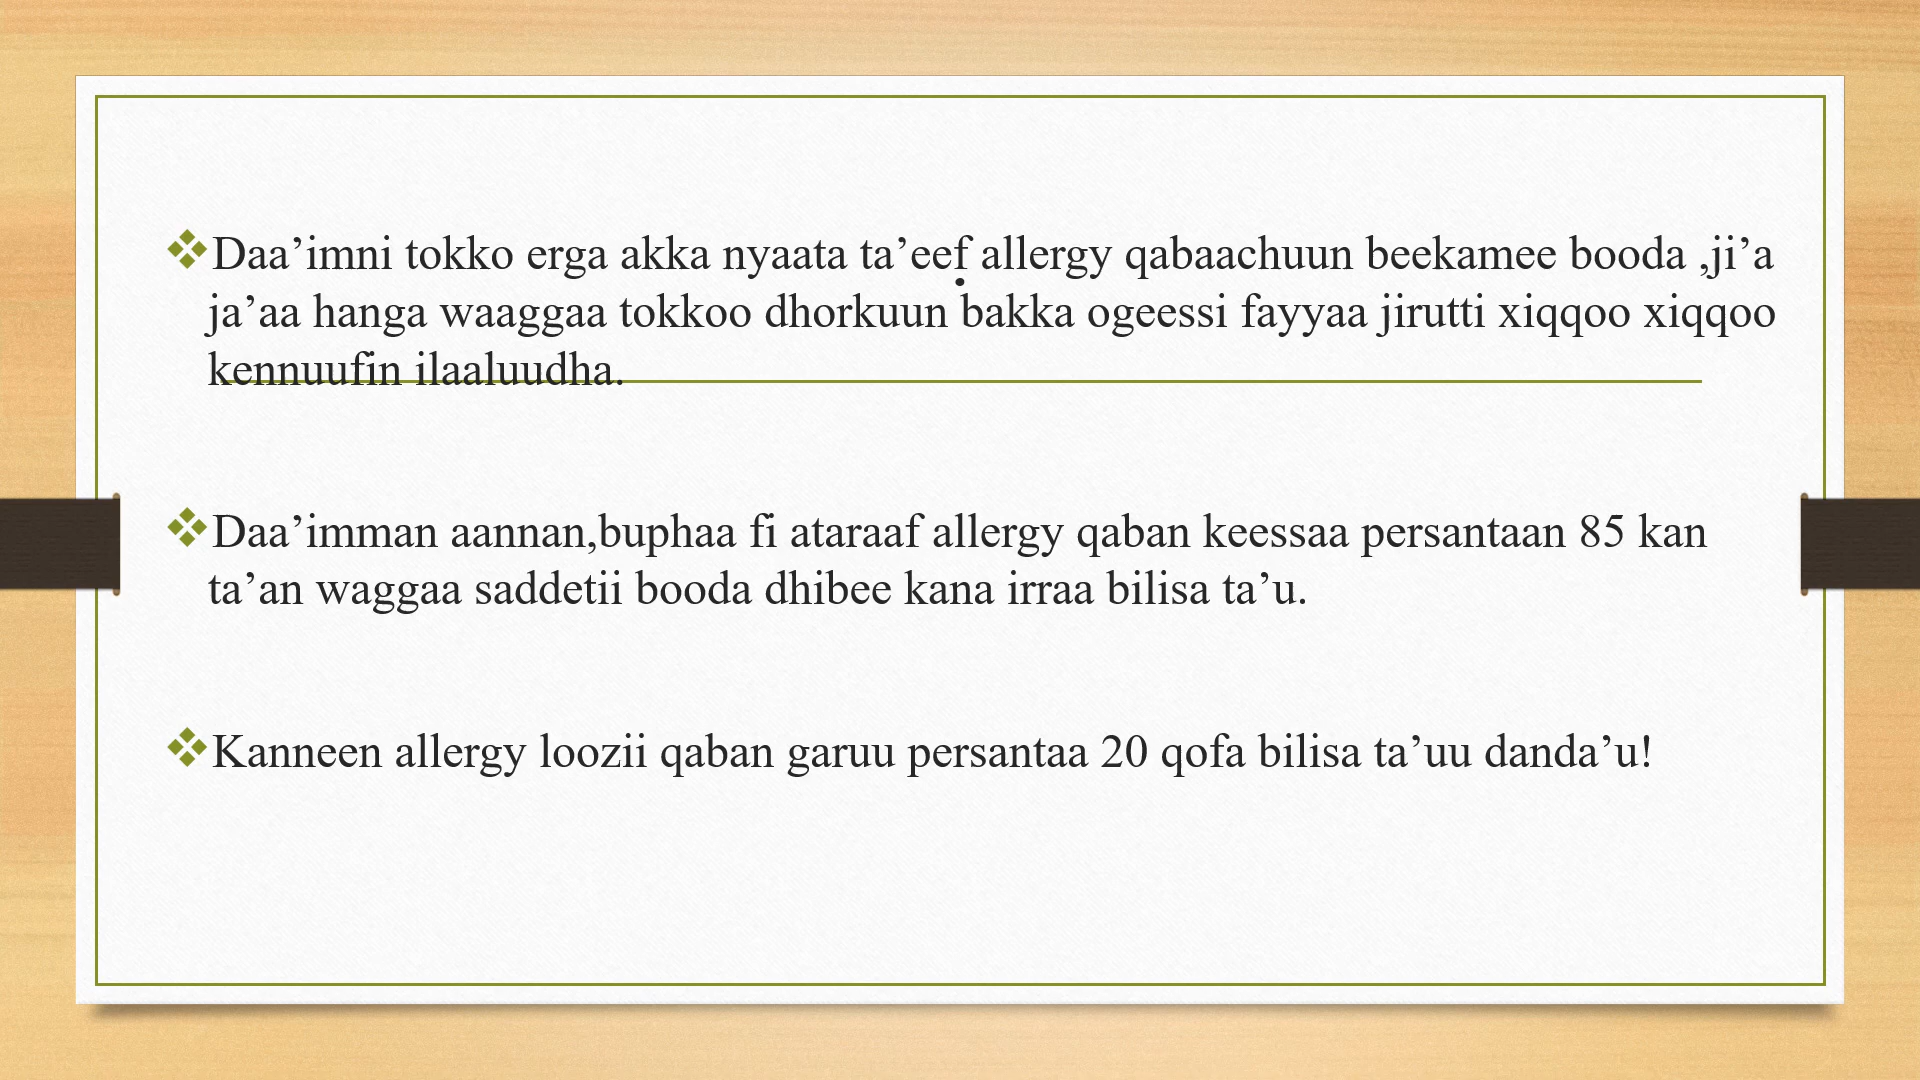 ❖Daa’imni tokko erga akka nyaata ta’eef allergy qabaachuun beekamee booda ,ji’a
ja’aa hanga waaggaa tokkoo dhorkuun bakka ogeessi fayyaa jirutti xiqqoo xiqqoo
kennuufin ilaaluudha.
❖Daa’imman aannan,buphaa fi ataraaf allergy qaban keessaa persantaan 85 kan
ta’an waggaa saddetii booda dhibee kana irraa bilisa ta’u.
❖Kanneen allergy loozii qaban garuu persantaa 20 qofa bilisa ta’uu danda’u!